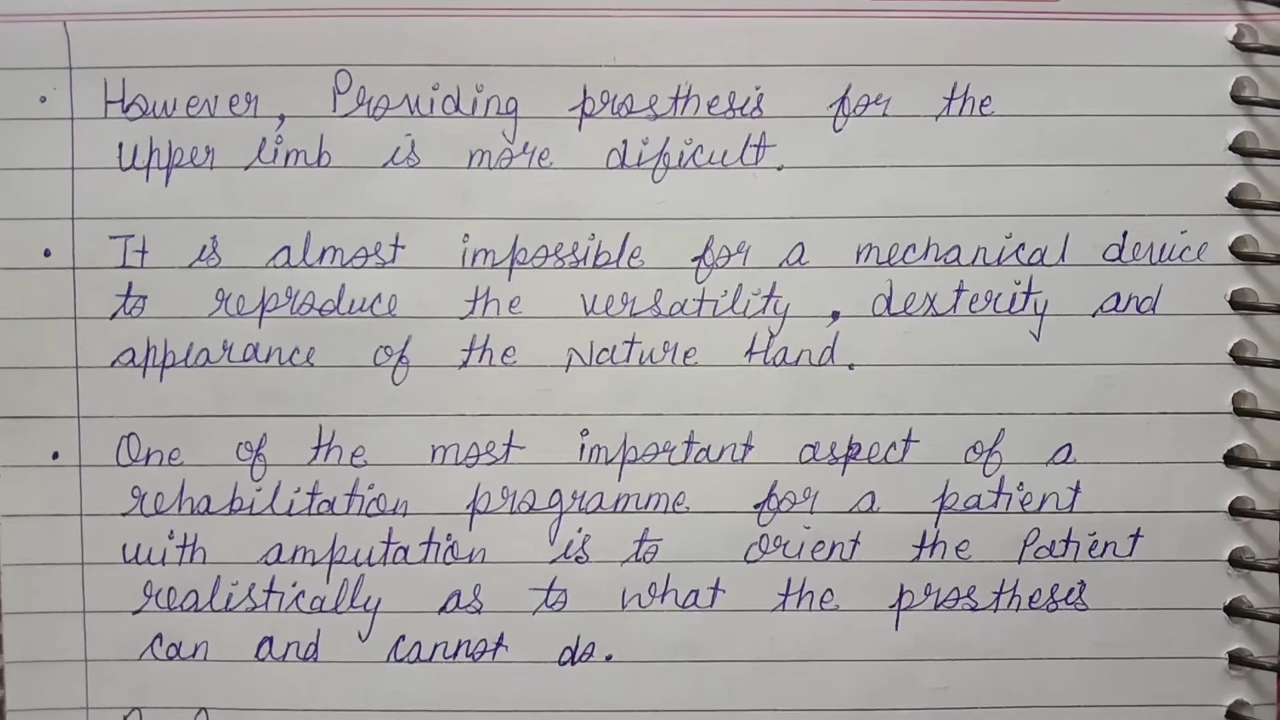 • However, Providing prosthesis for the
upper limb is more dificult.
• It is almost impossible for a mechanical device
to reproduce the versatility, dexterity and
appearance of the Nature Hand.
• One of the most important aspect of a
rehabilitation programme for a patient
with amputation is to orient the Patient
realistically as to what the prosthesis
can and cannot do.